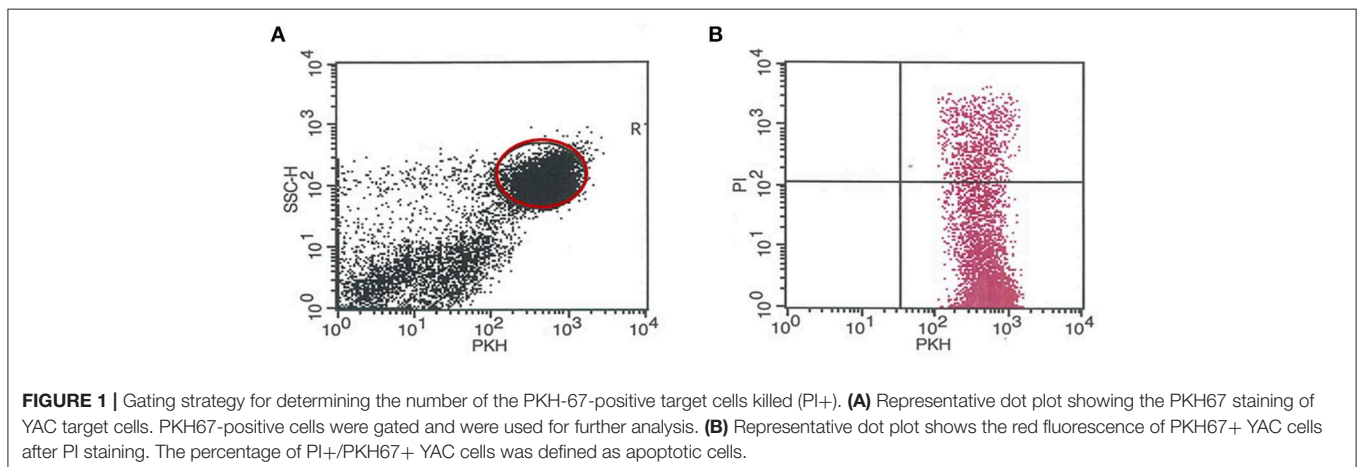 A
B
SSC-H
10^4
10^3
10^2
10^1
10^0
R1
10^0 10^1 10^2 10^3 10^4
PKH
PI
10^4
10^3
10^2
10^1
10^0
10^0 10^1 10^2 10^3 10^4
PKH
FIGURE 1 | Gating strategy for determining the number of the PKH-67-positive target cells killed (PI+). (A) Representative dot plot showing the PKH67 staining of
YAC target cells. PKH67-positive cells were gated and were used for further analysis. (B) Representative dot plot shows the red fluorescence of PKH67+ YAC cells
after PI staining. The percentage of PI+/PKH67+ YAC cells was defined as apoptotic cells.